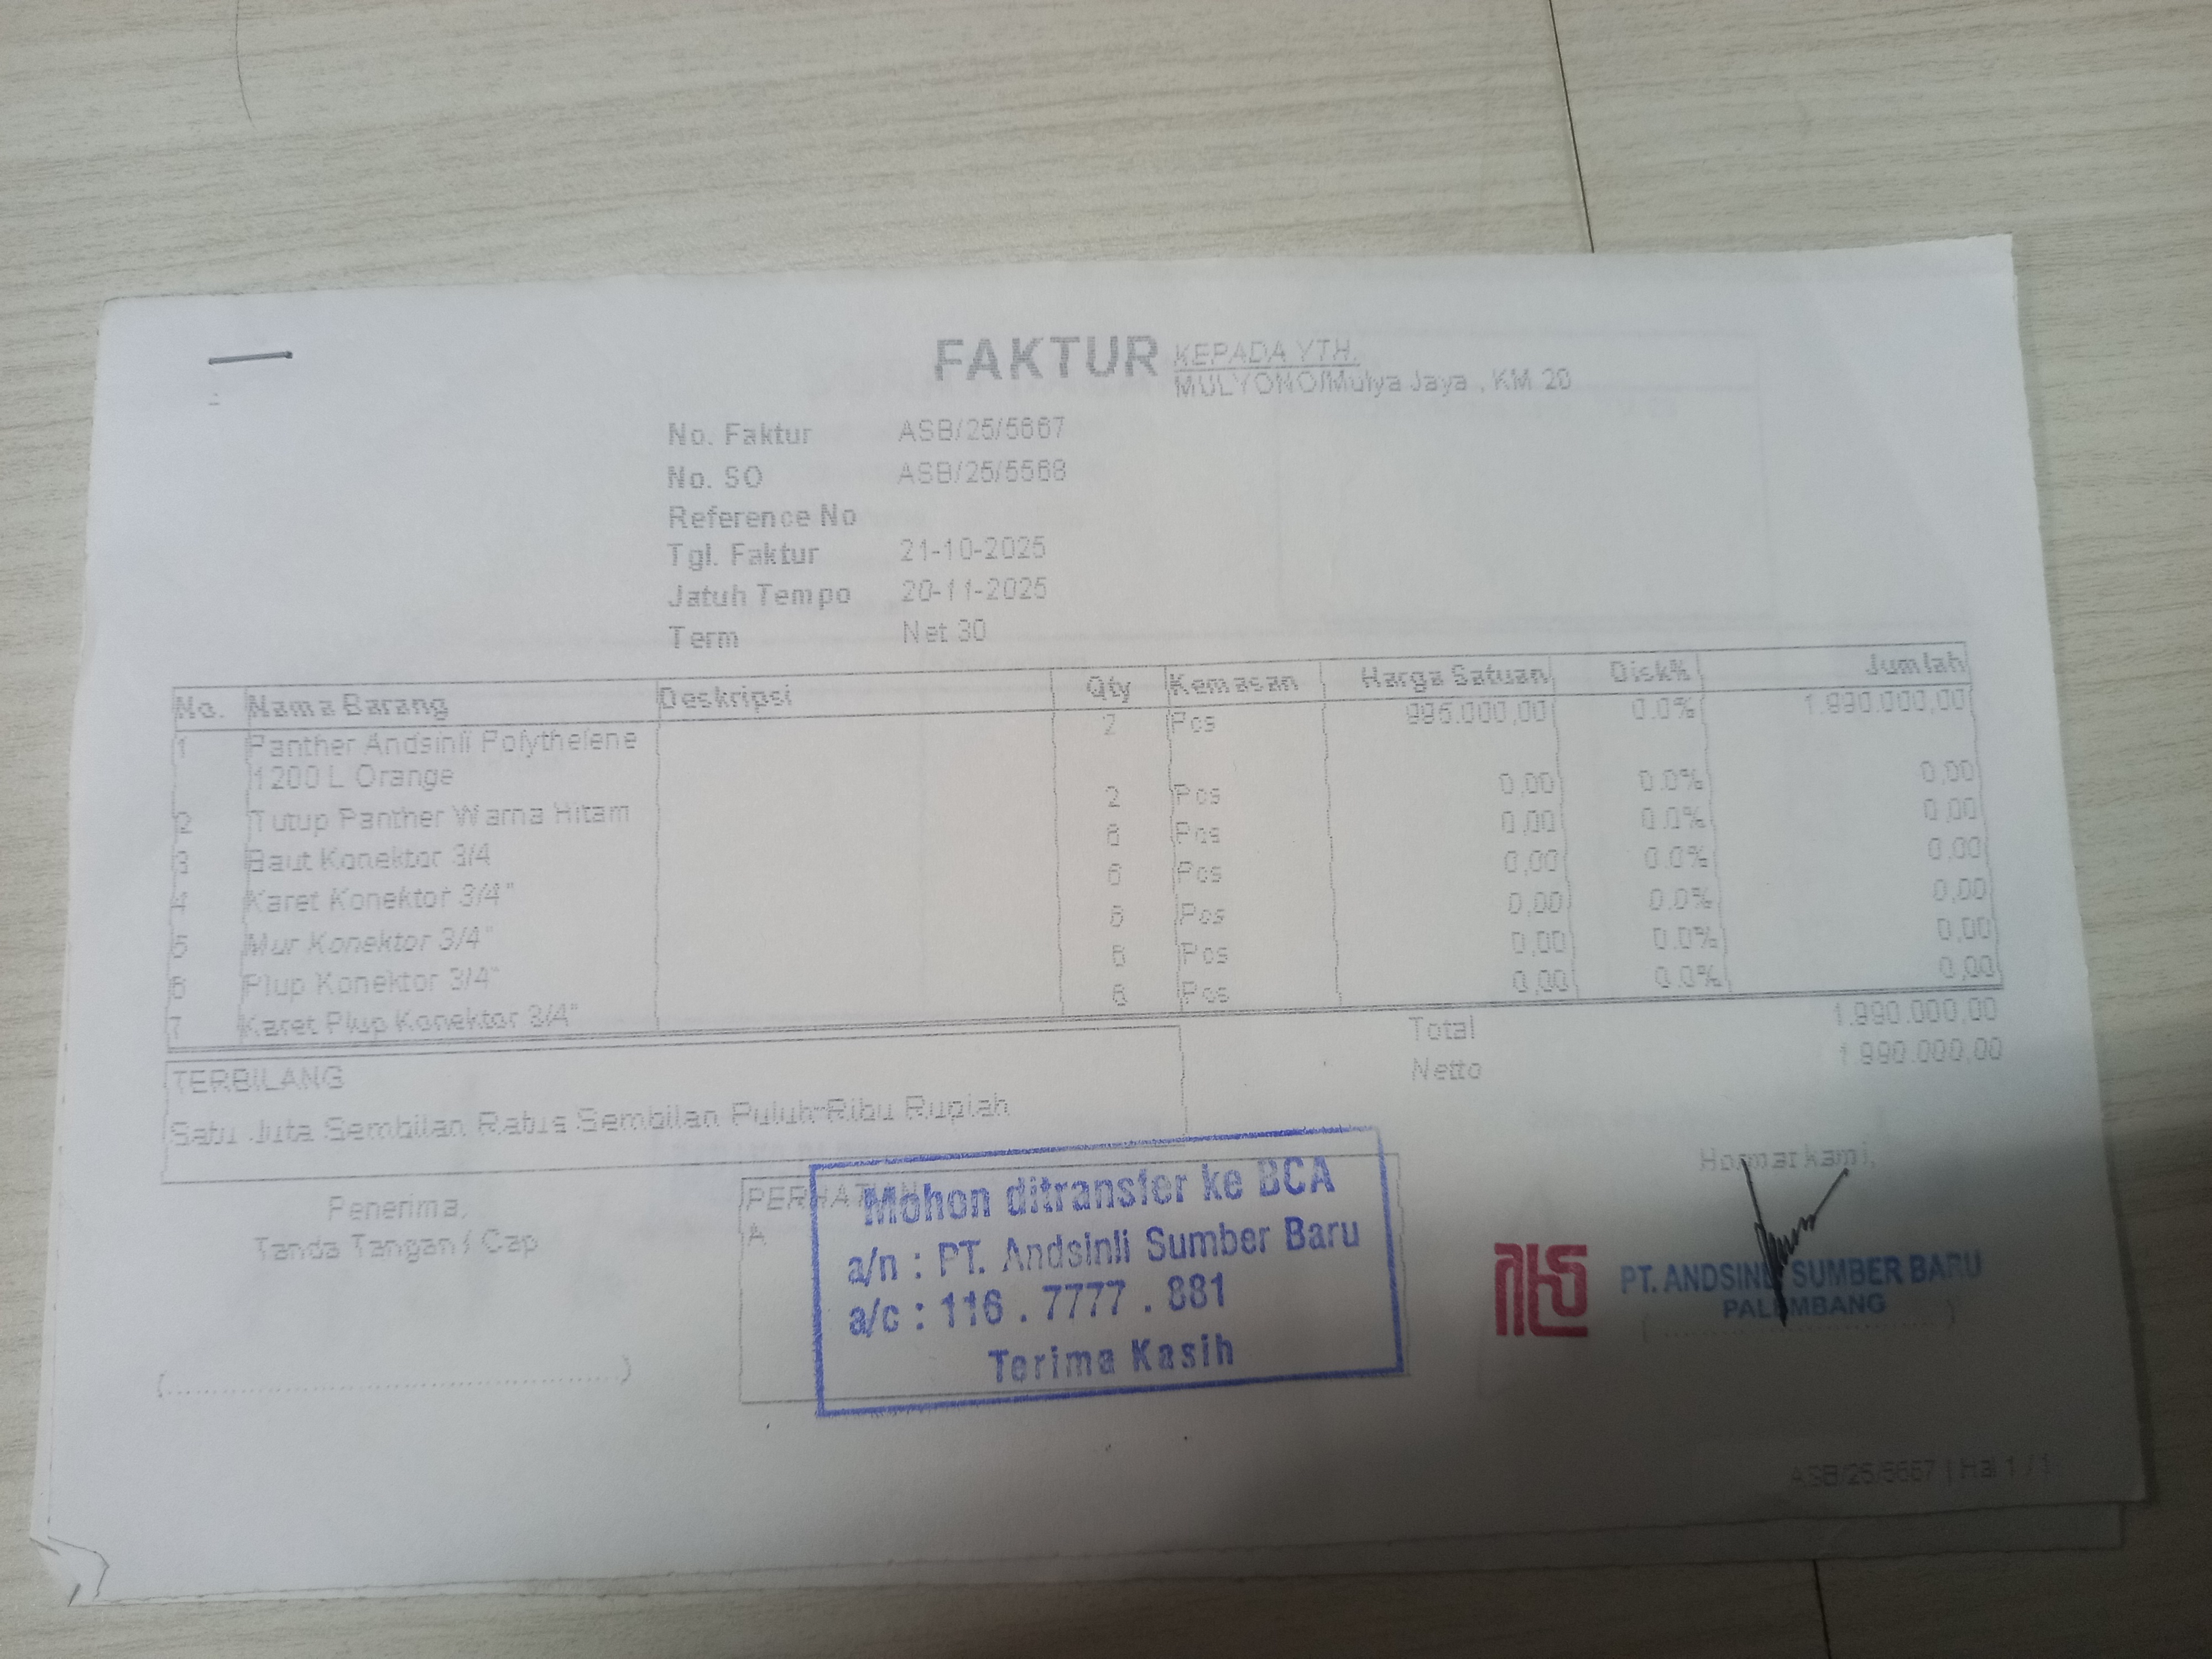 FAKTUR
KEPADA YTH.
MULYONO/Mulya Jaya , KM 20
No. Faktur ASB/25/5667
No. SO ASB/25/5568
Reference No
Tgl. Faktur 21-10-2025
Jatuh Tempo 20-11-2025
Term Net 30
No. Nama Barang Deskripsi Qty Kemasan Harga Satuan Disk% Jumlah
1 Panther Andsinli Polythelene 2 Pcs 995.000,00 0.0% 1.990.000,00
1200 L Orange
2 Tutup Panther Warna Hitam 2 Pcs 0,00 0.0% 0,00
3 Baut Konektor 3/4 6 Pcs 0,00 0.0% 0,00
4 Karet Konektor 3/4" 6 Pcs 0,00 0.0% 0,00
5 Mur Konektor 3/4" 6 Pcs 0,00 0.0% 0,00
6 Plup Konektor 3/4" 6 Pcs 0,00 0.0% 0,00
7 Karet Plup Konektor 3/4" 6 Pcs 0,00 0.0% 0,00
Total 1.990.000,00
Netto 1.990.000,00
TERBILANG
Satu Juta Sembilan Ratus Sembilan Puluh Ribu Rupiah
Penerima,
Tanda Tangan / Cap
(..............................................)
PERHATIAN
A
Mohon ditransfer ke BCA
a/n : PT. Andsinli Sumber Baru
a/c : 116 . 7777 . 881
Terima Kasih
Hormat kami,
PT. ANDSINLI SUMBER BARU
PALEMBANG
(..............................)
ASB/25/5667 | Hal 1 / 1